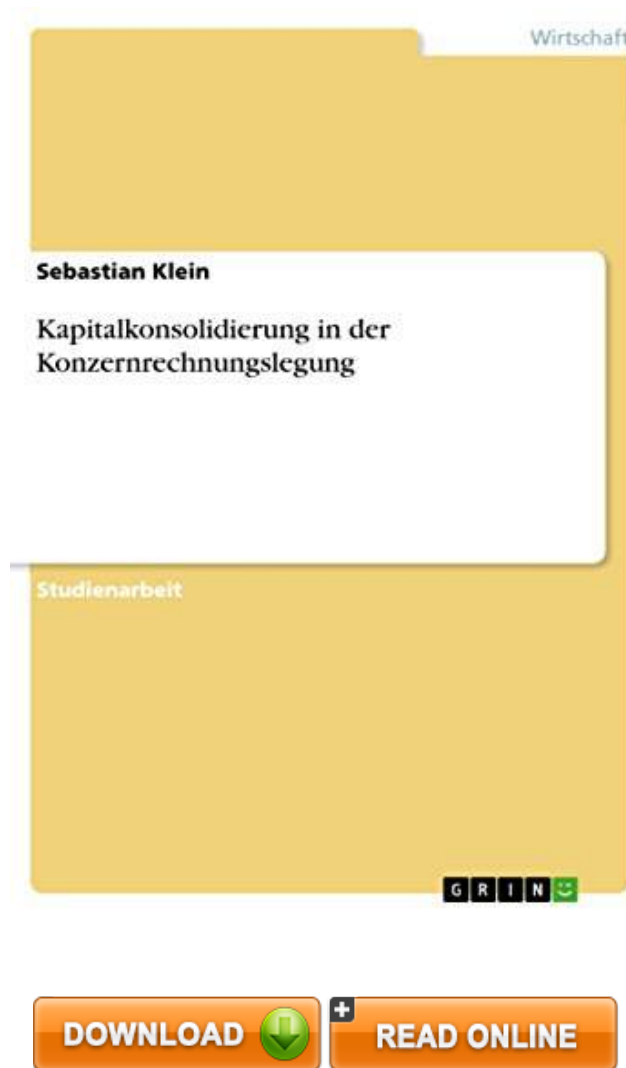 Wirtschaft
Sebastian Klein
Kapitalkonsolidierung in der
Konzernrechnungslegung
Studienarbeit
GRIN
DOWNLOAD
READ ONLINE